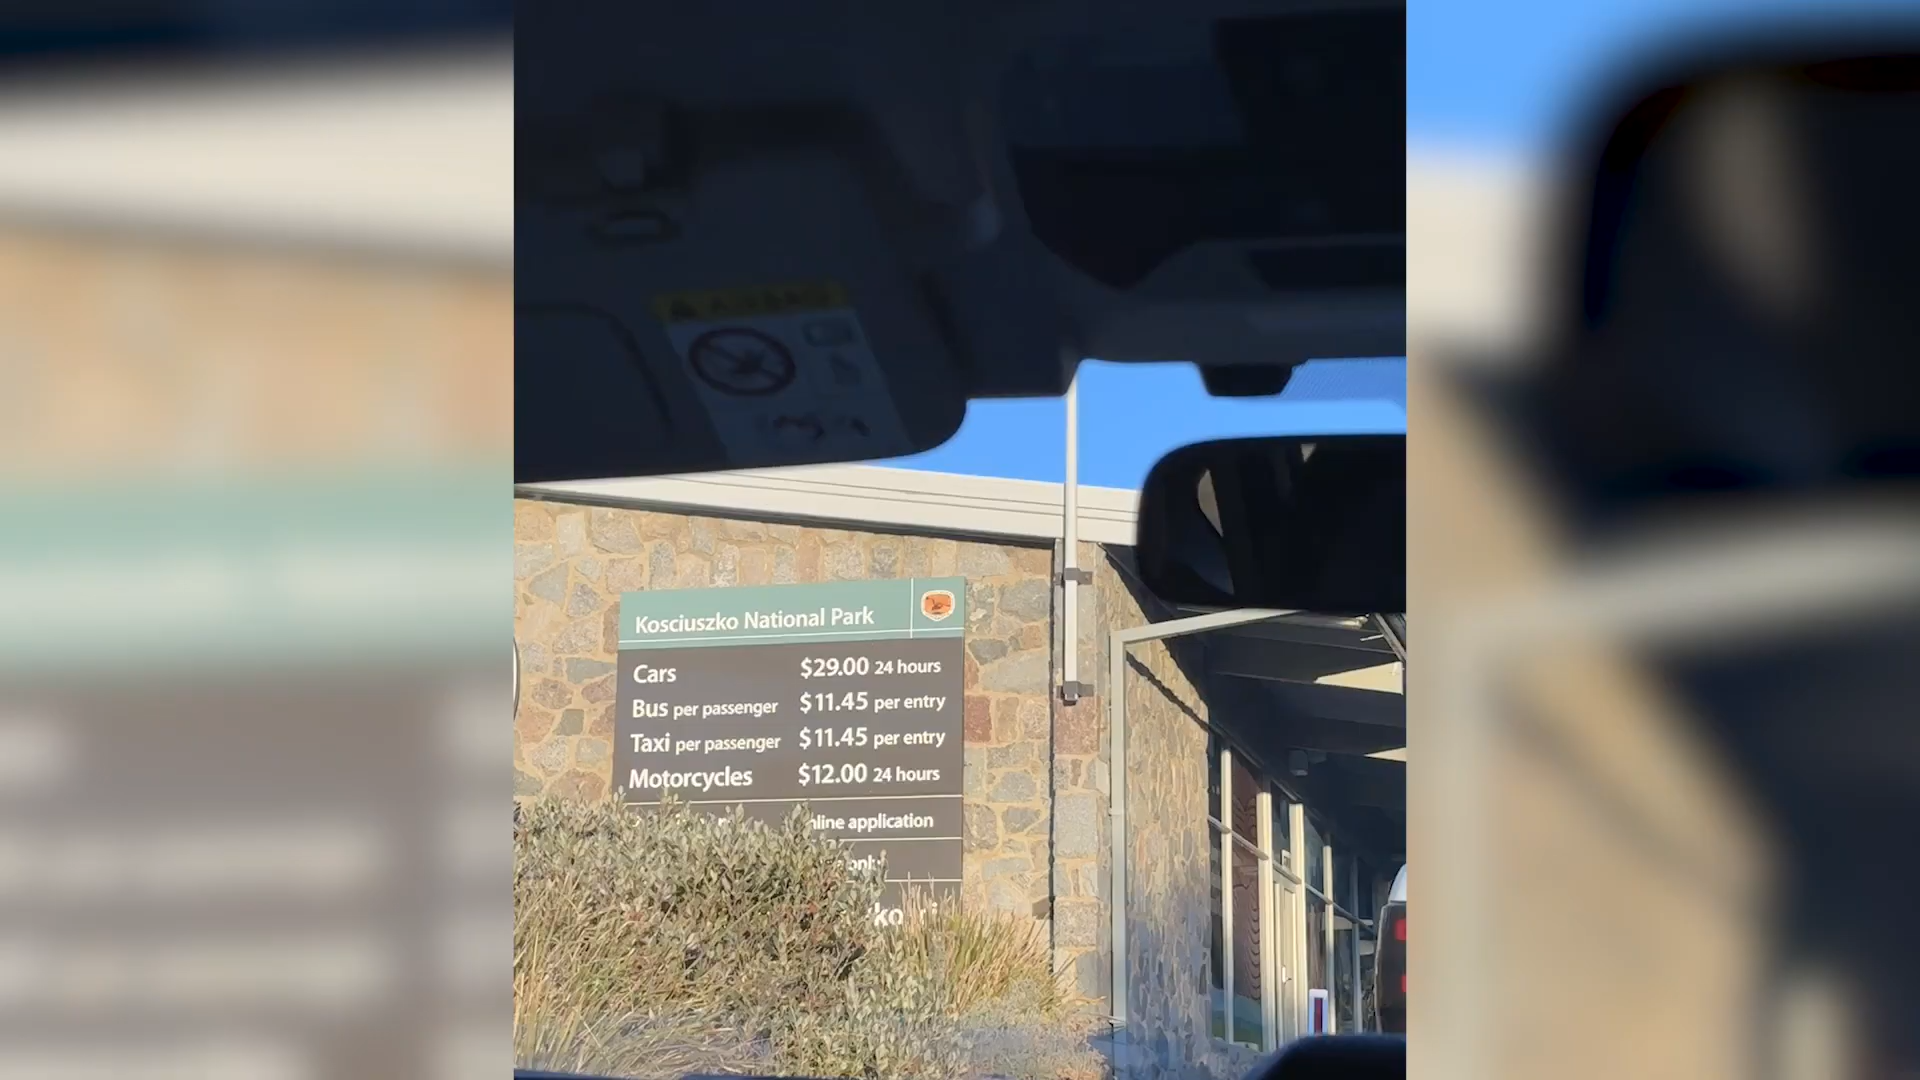 Kosciuszko National Park
Cars $29.00 24 hours
Bus per passenger $11.45 per entry
Taxi per passenger $11.45 per entry
Motorcycles $12.00 24 hours
application